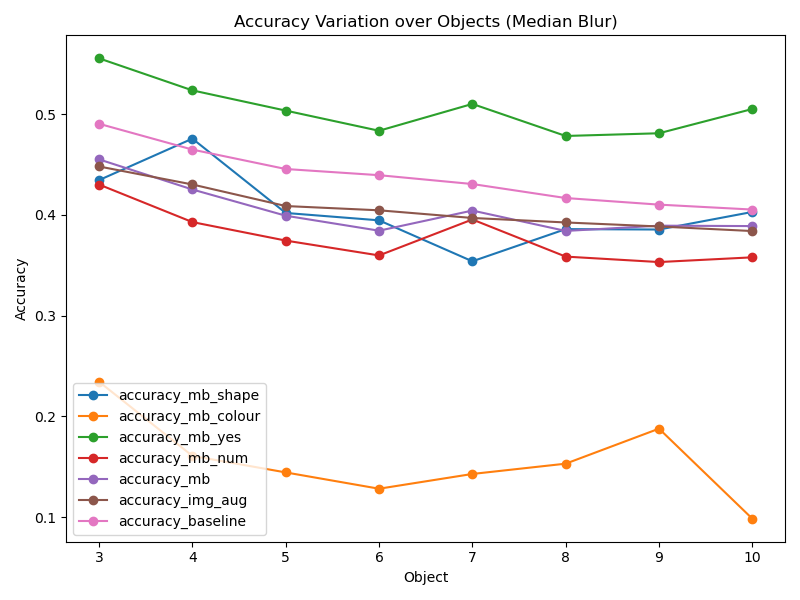 Accuracy Variation over Objects (Median Blur)
Accuracy
0.5
0.4
0.3
0.2
0.1
accuracy_mb_shape
accuracy_mb_colour
accuracy_mb_yes
accuracy_mb_num
accuracy_mb
accuracy_img_aug
accuracy_baseline
3 4 5 6 7 8 9 10
Object